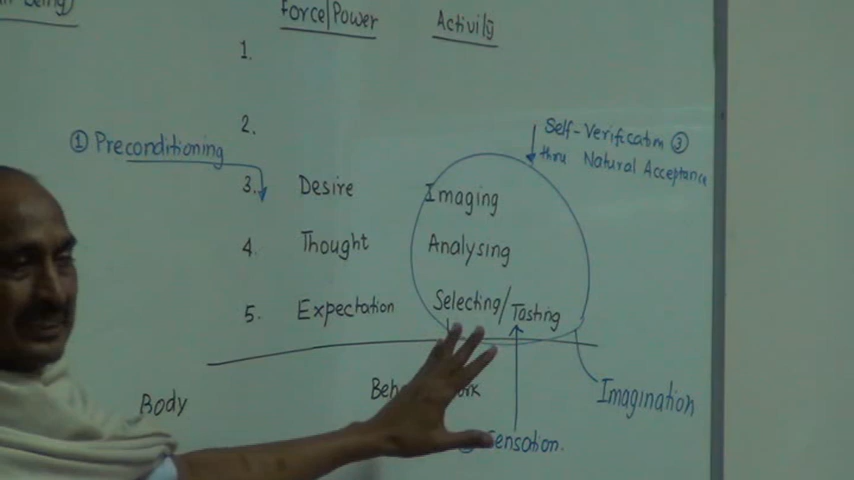 Being)
Force/Power Activity
1.
2.
① Preconditioning
Self-Verification ③
thru Natural Acceptance
3. Desire Imaging
4. Thought Analysing
5. Expectation Selecting/Tasting
Body
Imagination
Sensation.